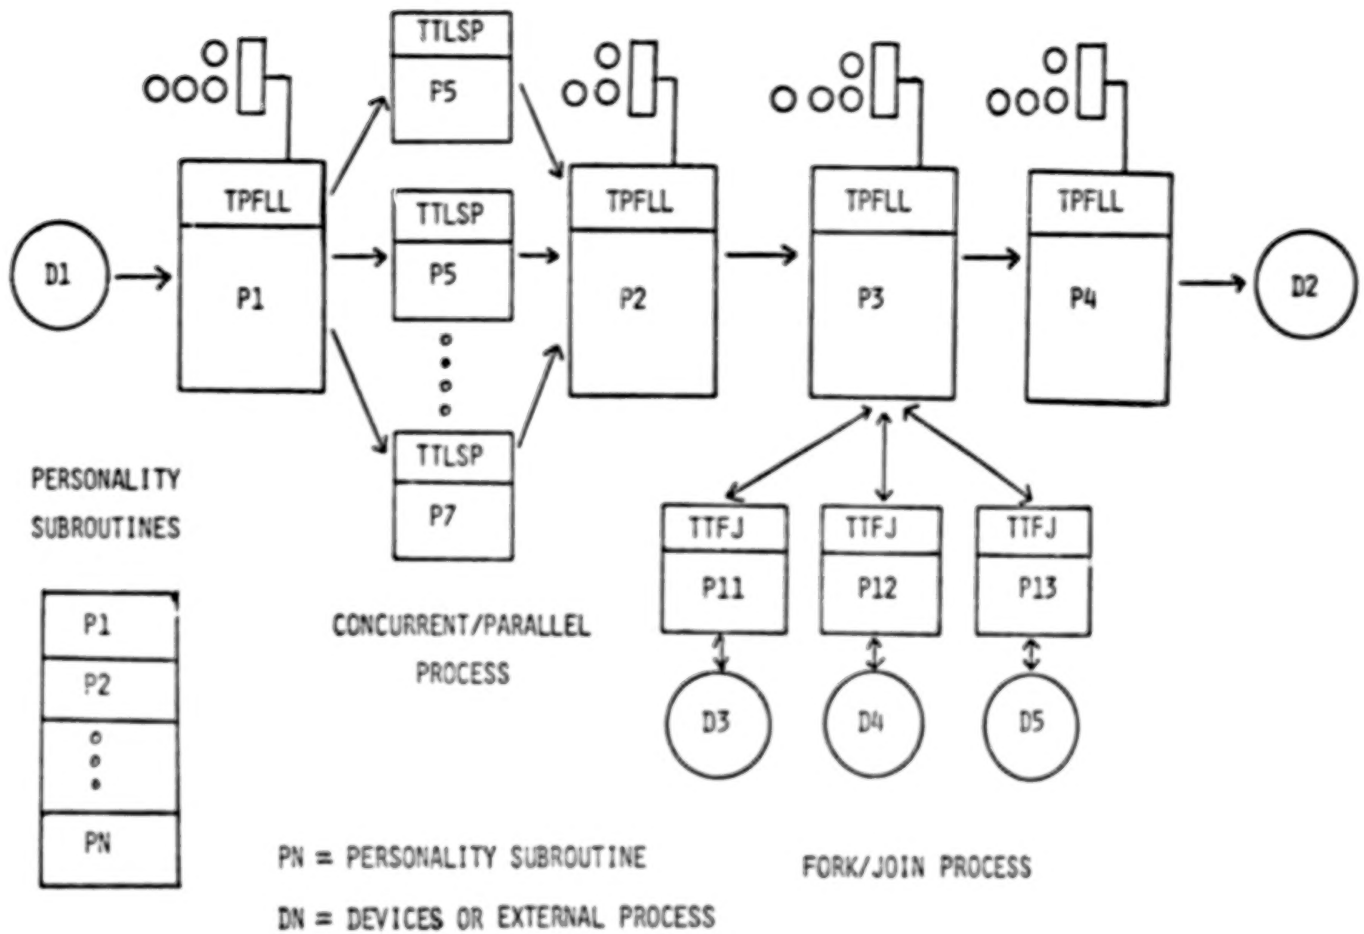 TTLSP
P5
TPFLL
P1
TTLSP
P5
TPFLL
P2
TPFLL
P3
TPFLL
P4
D1
D2
TTLSP
P7
PERSONALITY
SUBROUTINES
P1
P2
PN
CONCURRENT/PARALLEL
PROCESS
TTFJ
P11
TTFJ
P12
TTFJ
P13
D3
D4
D5
PN = PERSONALITY SUBROUTINE
DN = DEVICES OR EXTERNAL PROCESS
FORK/JOIN PROCESS